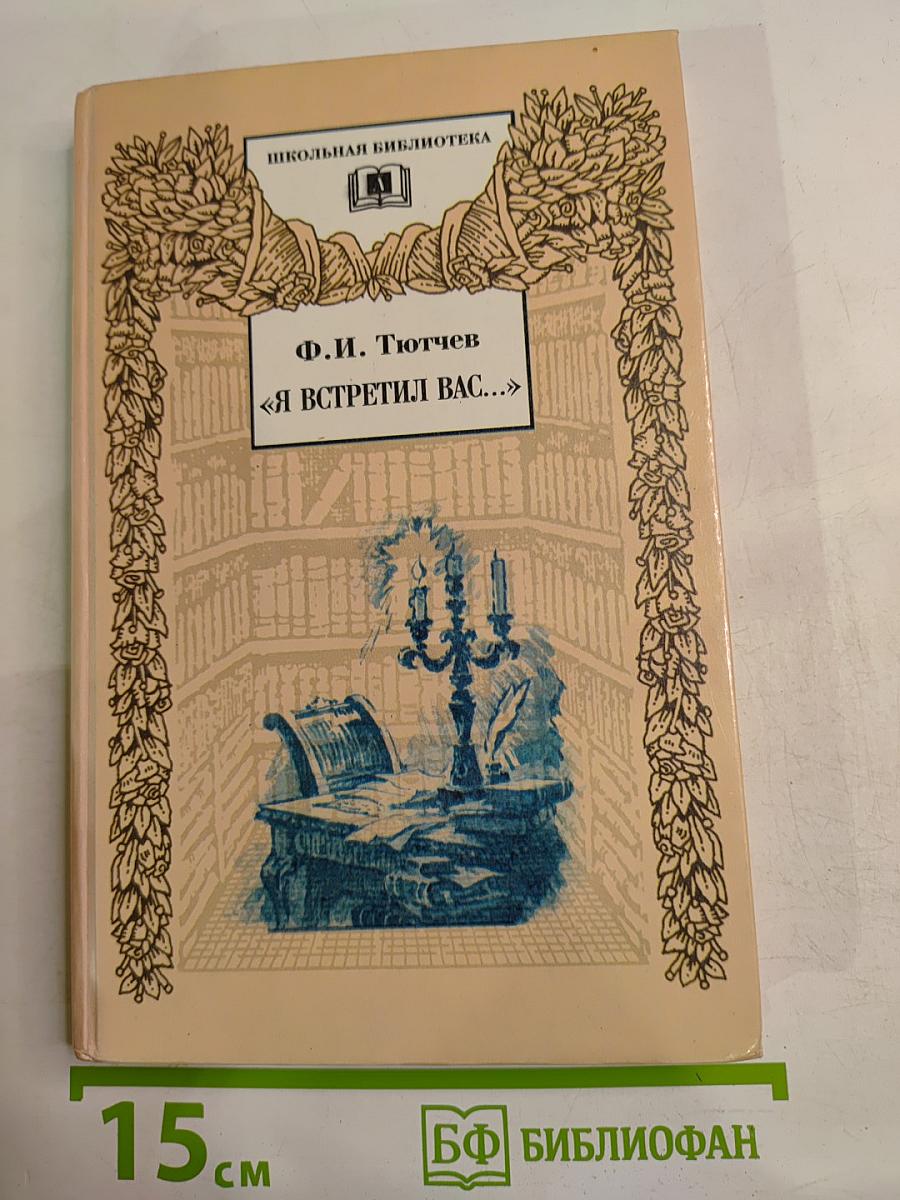 ШКОЛЬНАЯ БИБЛИОТЕКА
Ф.И. Тютчев
«Я ВСТРЕТИЛ ВАС...»
15 см
БФ БИБЛИОФАН